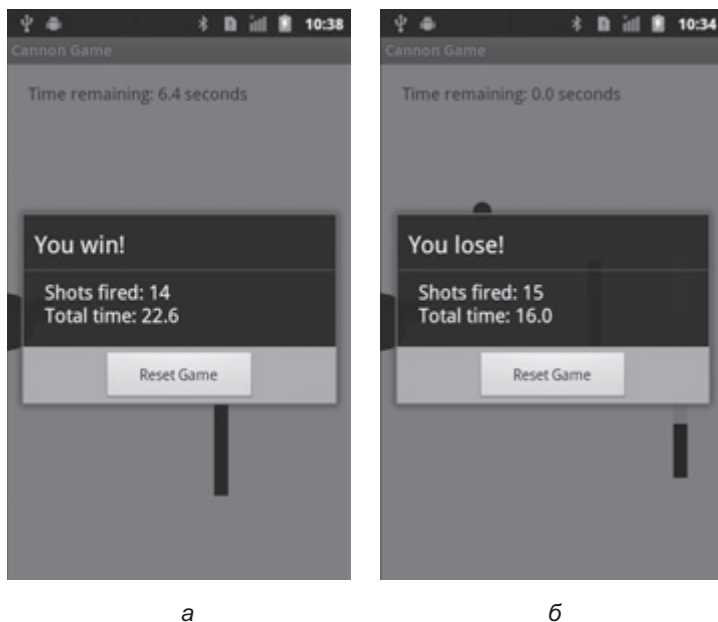 10:38
Cannon Game
Time remaining: 6.4 seconds
You win!
Shots fired: 14
Total time: 22.6
Reset Game
а
10:34
Cannon Game
Time remaining: 0.0 seconds
You lose!
Shots fired: 15
Total time: 16.0
Reset Game
б